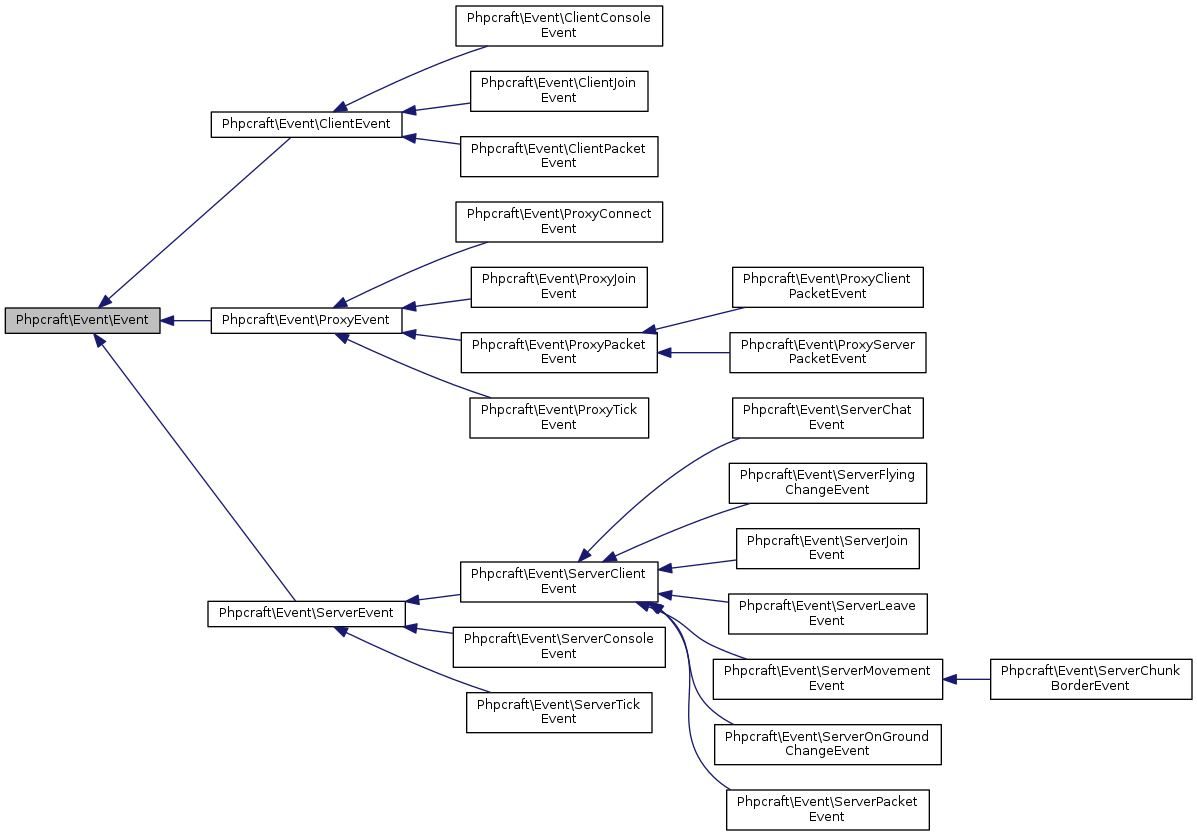 Phpcraft\Event\ClientConsole
Event
Phpcraft\Event\ClientJoin
Event
Phpcraft\Event\ClientEvent
Phpcraft\Event\ClientPacket
Event
Phpcraft\Event\ProxyConnect
Event
Phpcraft\Event\ProxyJoin
Event
Phpcraft\Event\ProxyClient
PacketEvent
Phpcraft\Event\Event
Phpcraft\Event\ProxyEvent
Phpcraft\Event\ProxyPacket
Event
Phpcraft\Event\ProxyServer
PacketEvent
Phpcraft\Event\ProxyTick
Event
Phpcraft\Event\ServerChat
Event
Phpcraft\Event\ServerFlying
ChangeEvent
Phpcraft\Event\ServerJoin
Event
Phpcraft\Event\ServerClient
Event
Phpcraft\Event\ServerLeave
Event
Phpcraft\Event\ServerEvent
Phpcraft\Event\ServerConsole
Event
Phpcraft\Event\ServerMovement
Event
Phpcraft\Event\ServerChunk
BorderEvent
Phpcraft\Event\ServerTick
Event
Phpcraft\Event\ServerOnGround
ChangeEvent
Phpcraft\Event\ServerPacket
Event